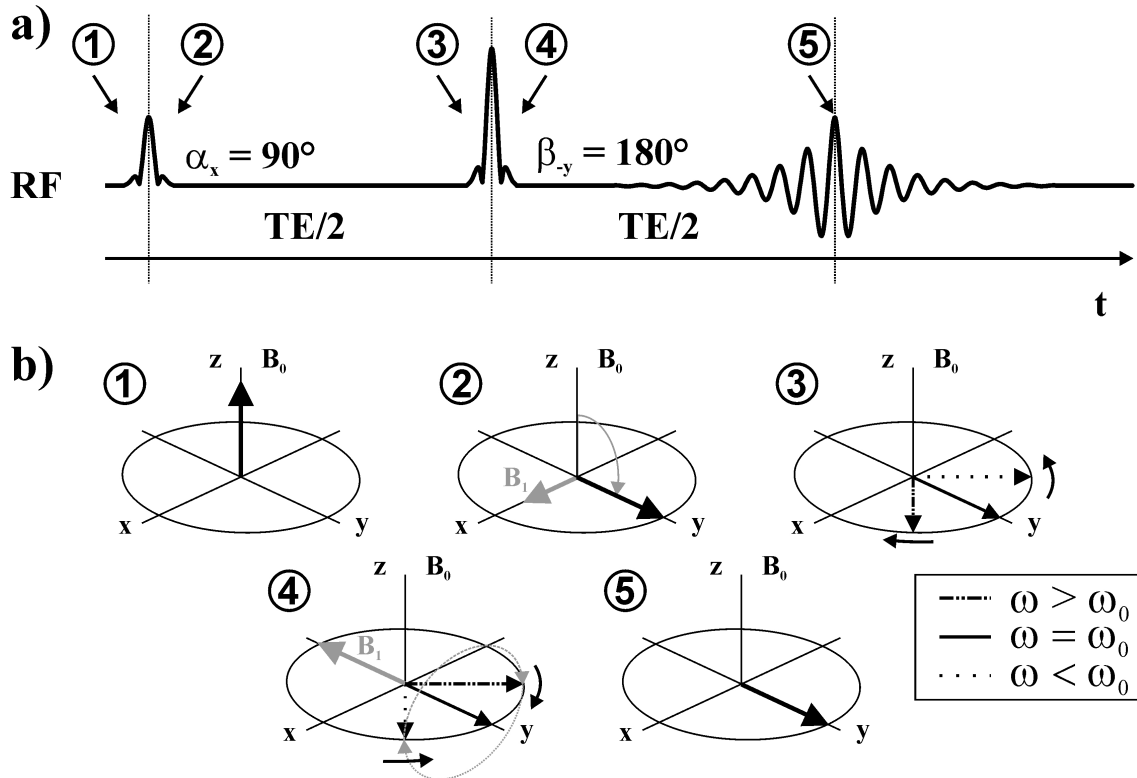 a)
① ② ③ ④ ⑤
αₓ = 90° β₋y = 180°
RF
TE/2 TE/2
t
b)
① z B₀ x y
② z B₀ B₁ x y
③ z B₀ x y
④ z B₀ B₁ x y
⑤ z B₀ x y
ω > ω₀
ω = ω₀
ω < ω₀